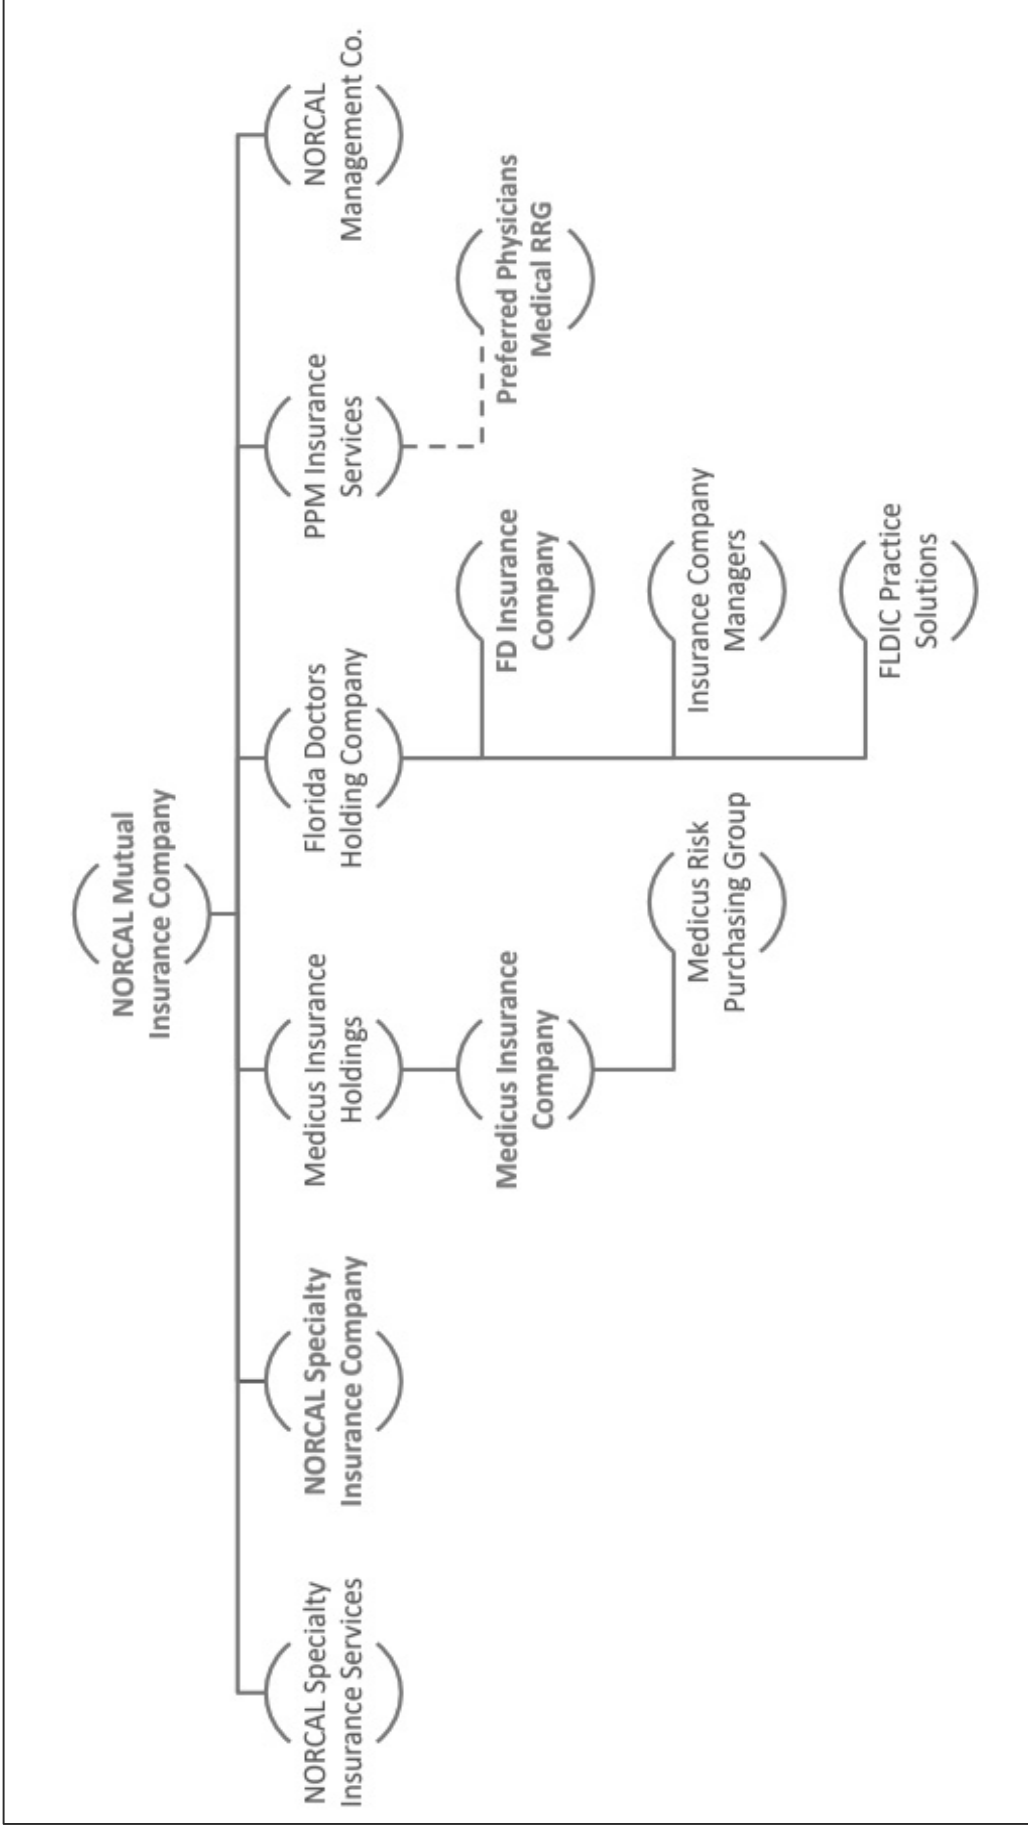 NORCAL Mutual
Insurance Company
NORCAL Specialty
Insurance Services
NORCAL Specialty
Insurance Company
Medicus Insurance
Holdings
Florida Doctors
Holding Company
PPM Insurance
Services
NORCAL
Management Co.
Medicus Insurance
Company
FD Insurance
Company
Preferred Physicians
Medical RRG
Medicus Risk
Purchasing Group
Insurance Company
Managers
FLDIC Practice
Solutions